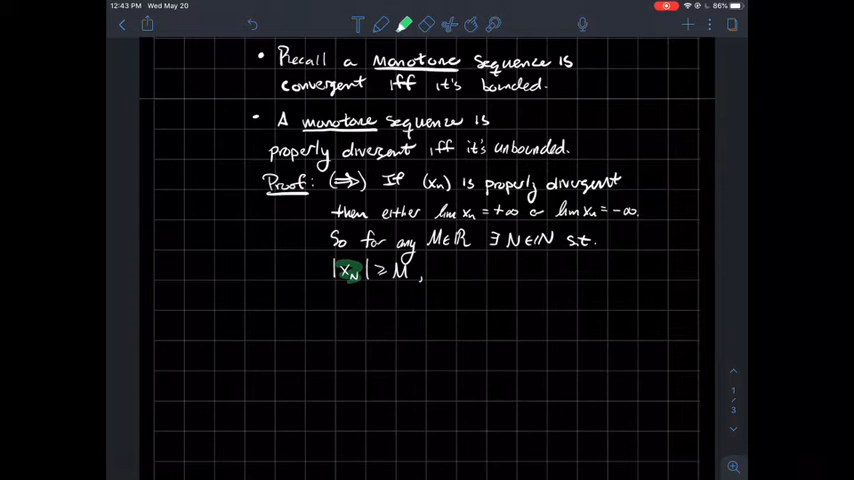 12:43 PM Wed May 20
86%
• Recall a monotone sequence is
convergent iff it's bounded.
• A monotone sequence is
properly divergent iff it's unbounded.
Proof: (⇒) If (xn) is properly divergent
then either lim xn = +∞ or lim xn = -∞.
So for any M∈ℝ ∃ N∈ℕ s.t.
|x_N| ≥ M,
1
/
3